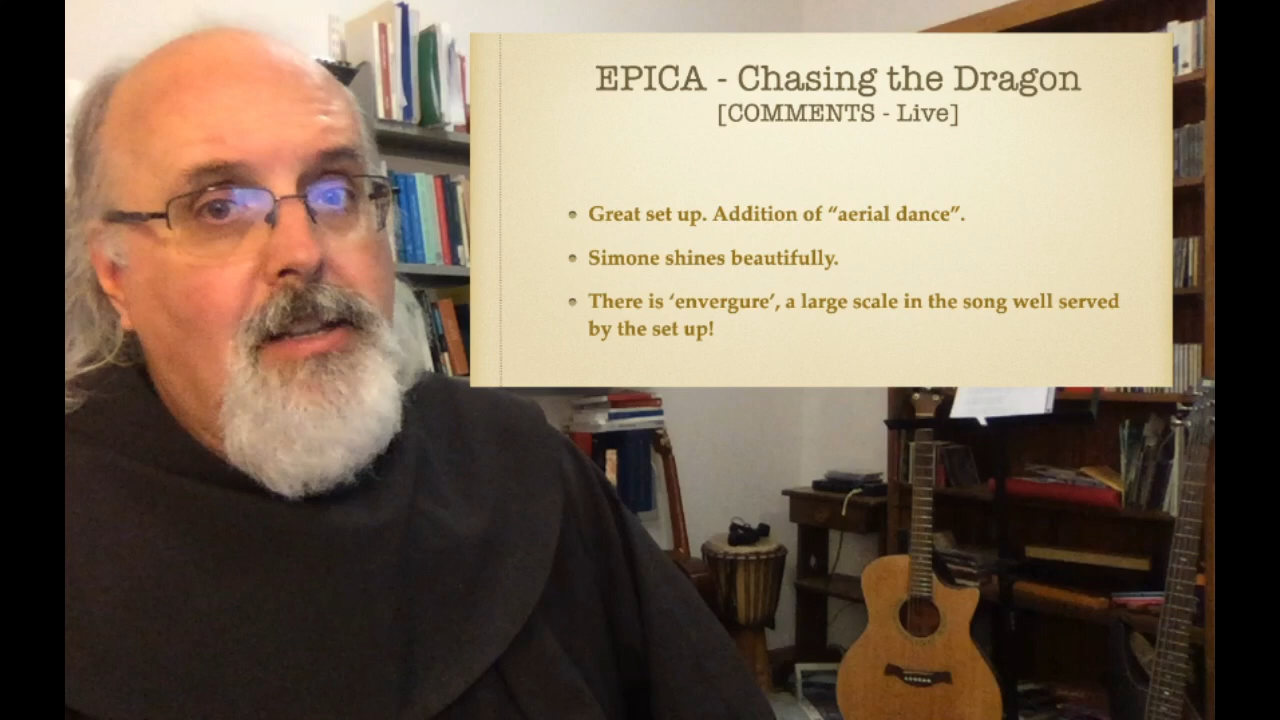 EPICA - Chasing the Dragon
[COMMENTS - Live]
• Great set up. Addition of “aerial dance”.
• Simone shines beautifully.
• There is ‘envergure’, a large scale in the song well served
by the set up!